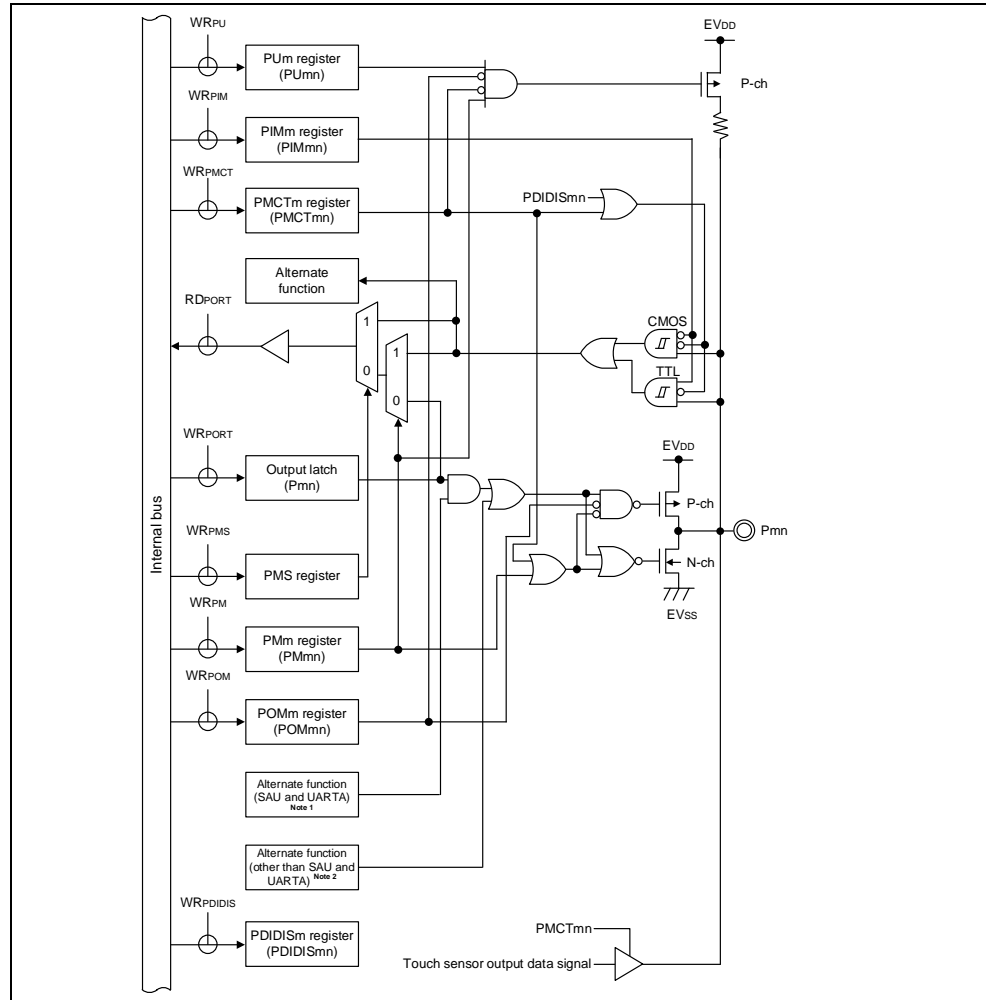 WRPU
PUm register
(PUmn)
EVDD
P-ch
WRPIM
PIMm register
(PIMmn)
WRPMCT
PMCTm register
(PMCTmn)
PDIDISmn
Alternate
function
RDPORT
1
0
1
0
CMOS
TTL
WRPORT
Output latch
(Pmn)
EVDD
P-ch
Pmn
N-ch
EVSS
Internal bus
WRPMS
PMS register
WRPM
PMm register
(PMmn)
WRPOM
POMm register
(POMmn)
Alternate function
(SAU and UARTA)
Note 1
Alternate function
(other than SAU and
UARTA) Note 2
WRPDIDIS
PDIDISm register
(PDIDISmn)
PMCTmn
Touch sensor output data signal